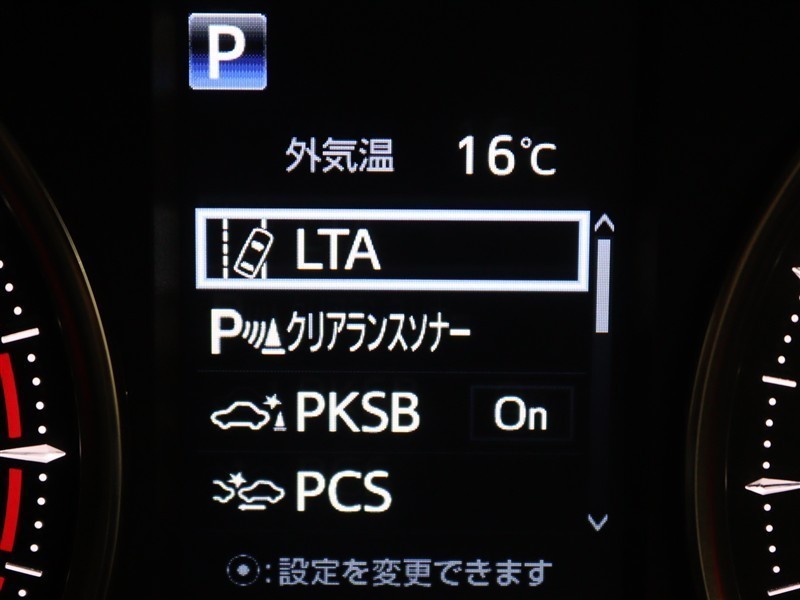 P
外気温 16℃
LTA
Pクリアランスソナー
PKSB On
PCS
:設定を変更できます